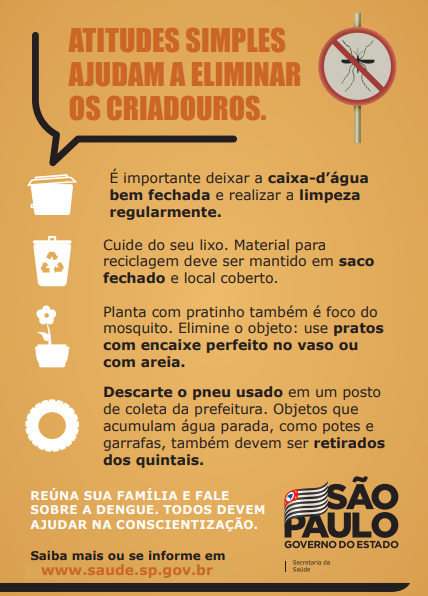 ATITUDES SIMPLES
AJUDAM A ELIMINAR
OS CRIADOUROS.
É importante deixar a caixa-d’água
bem fechada e realizar a limpeza
regularmente.
Cuide do seu lixo. Material para
reciclagem deve ser mantido em saco
fechado e local coberto.
Planta com pratinho também é foco do
mosquito. Elimine o objeto: use pratos
com encaixe perfeito no vaso ou
com areia.
Descarte o pneu usado em um posto
de coleta da prefeitura. Objetos que
acumulam água parada, como potes e
garrafas, também devem ser retirados
dos quintais.
REÚNA SUA FAMÍLIA E FALE
SOBRE A DENGUE. TODOS DEVEM
AJUDAR NA CONSCIENTIZAÇÃO.
Saiba mais ou se informe em
www.saude.sp.gov.br
SÃO
PAULO
GOVERNO DO ESTADO
Secretaria da
Saúde